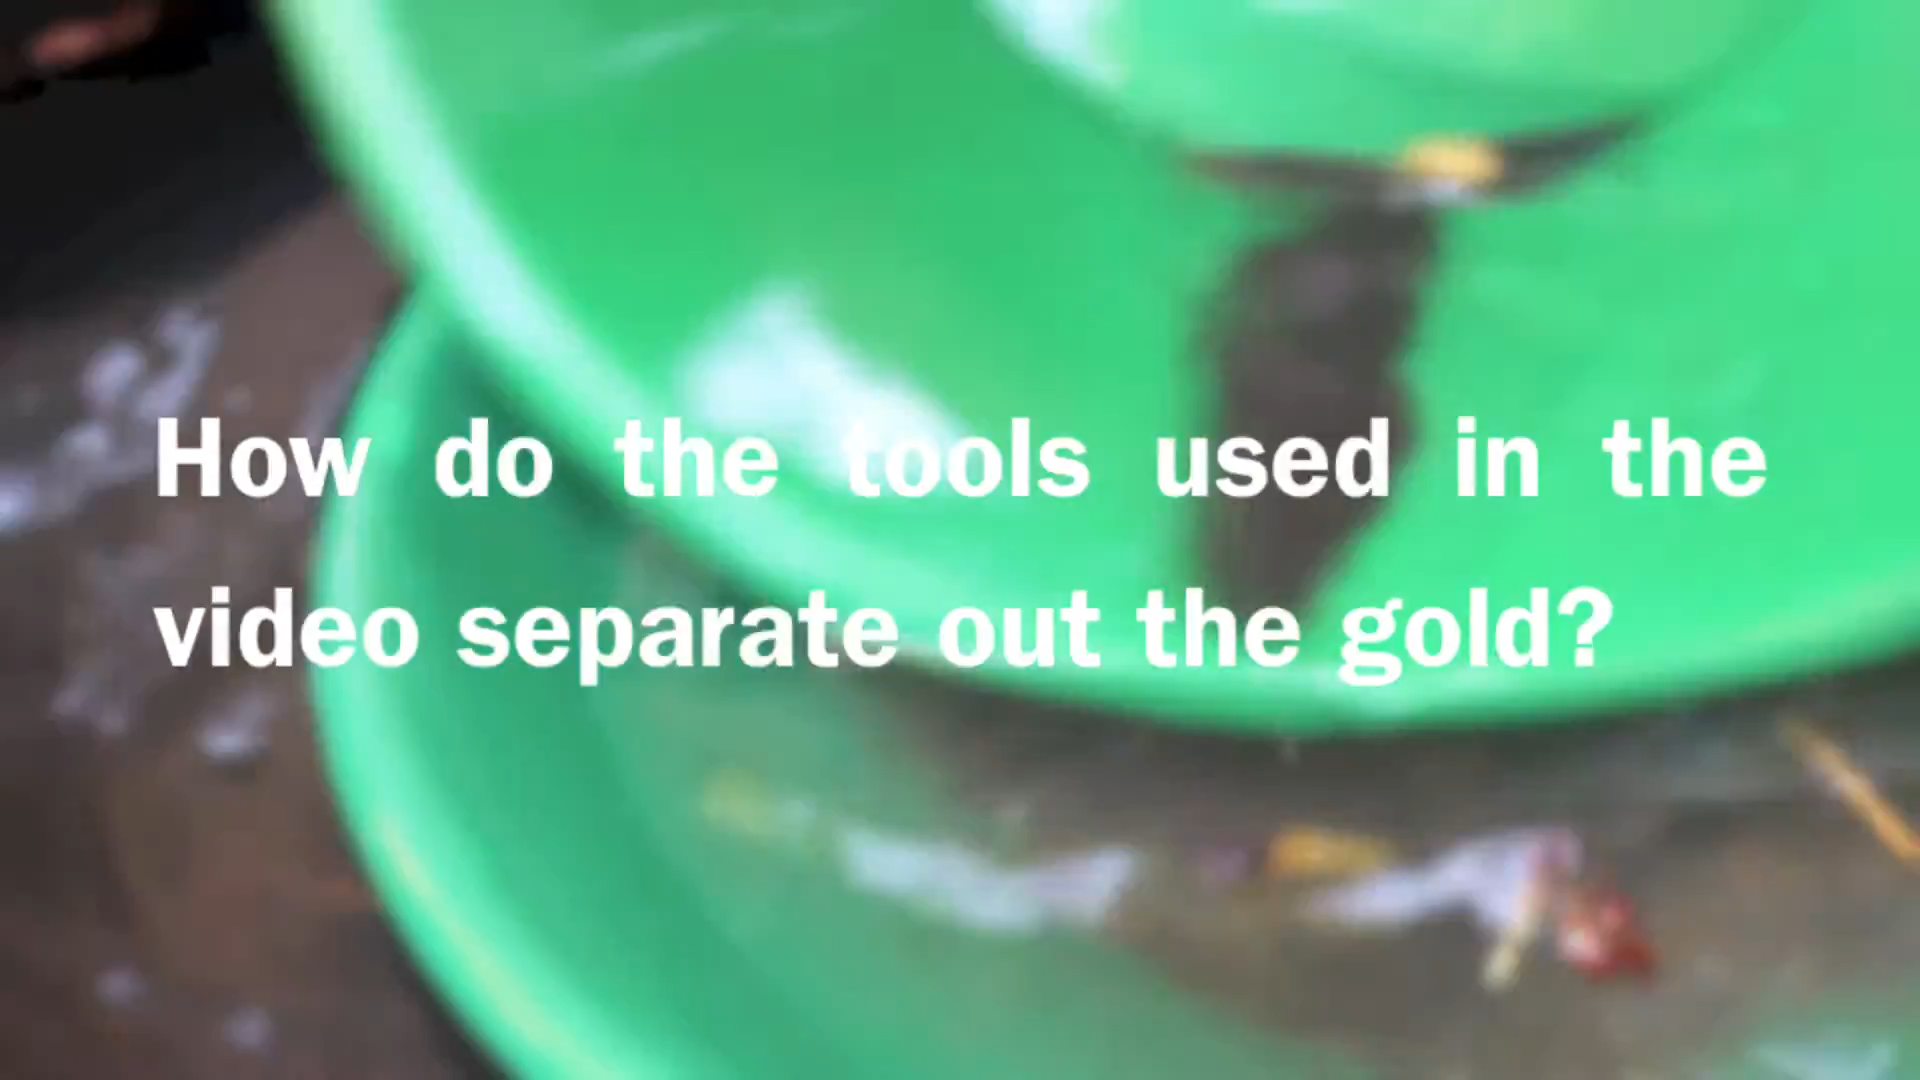 How do the tools used in the
video separate out the gold?